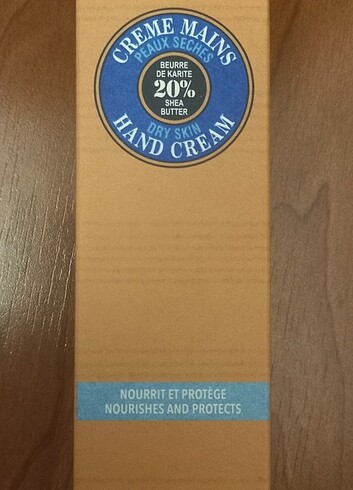 CREME MAINS
PEAUX SECHES
BEURRE
DE KARITE
20%
SHEA
BUTTER
DRY SKIN
HAND CREAM
NOURRIT ET PROTÈGE
NOURISHES AND PROTECTS